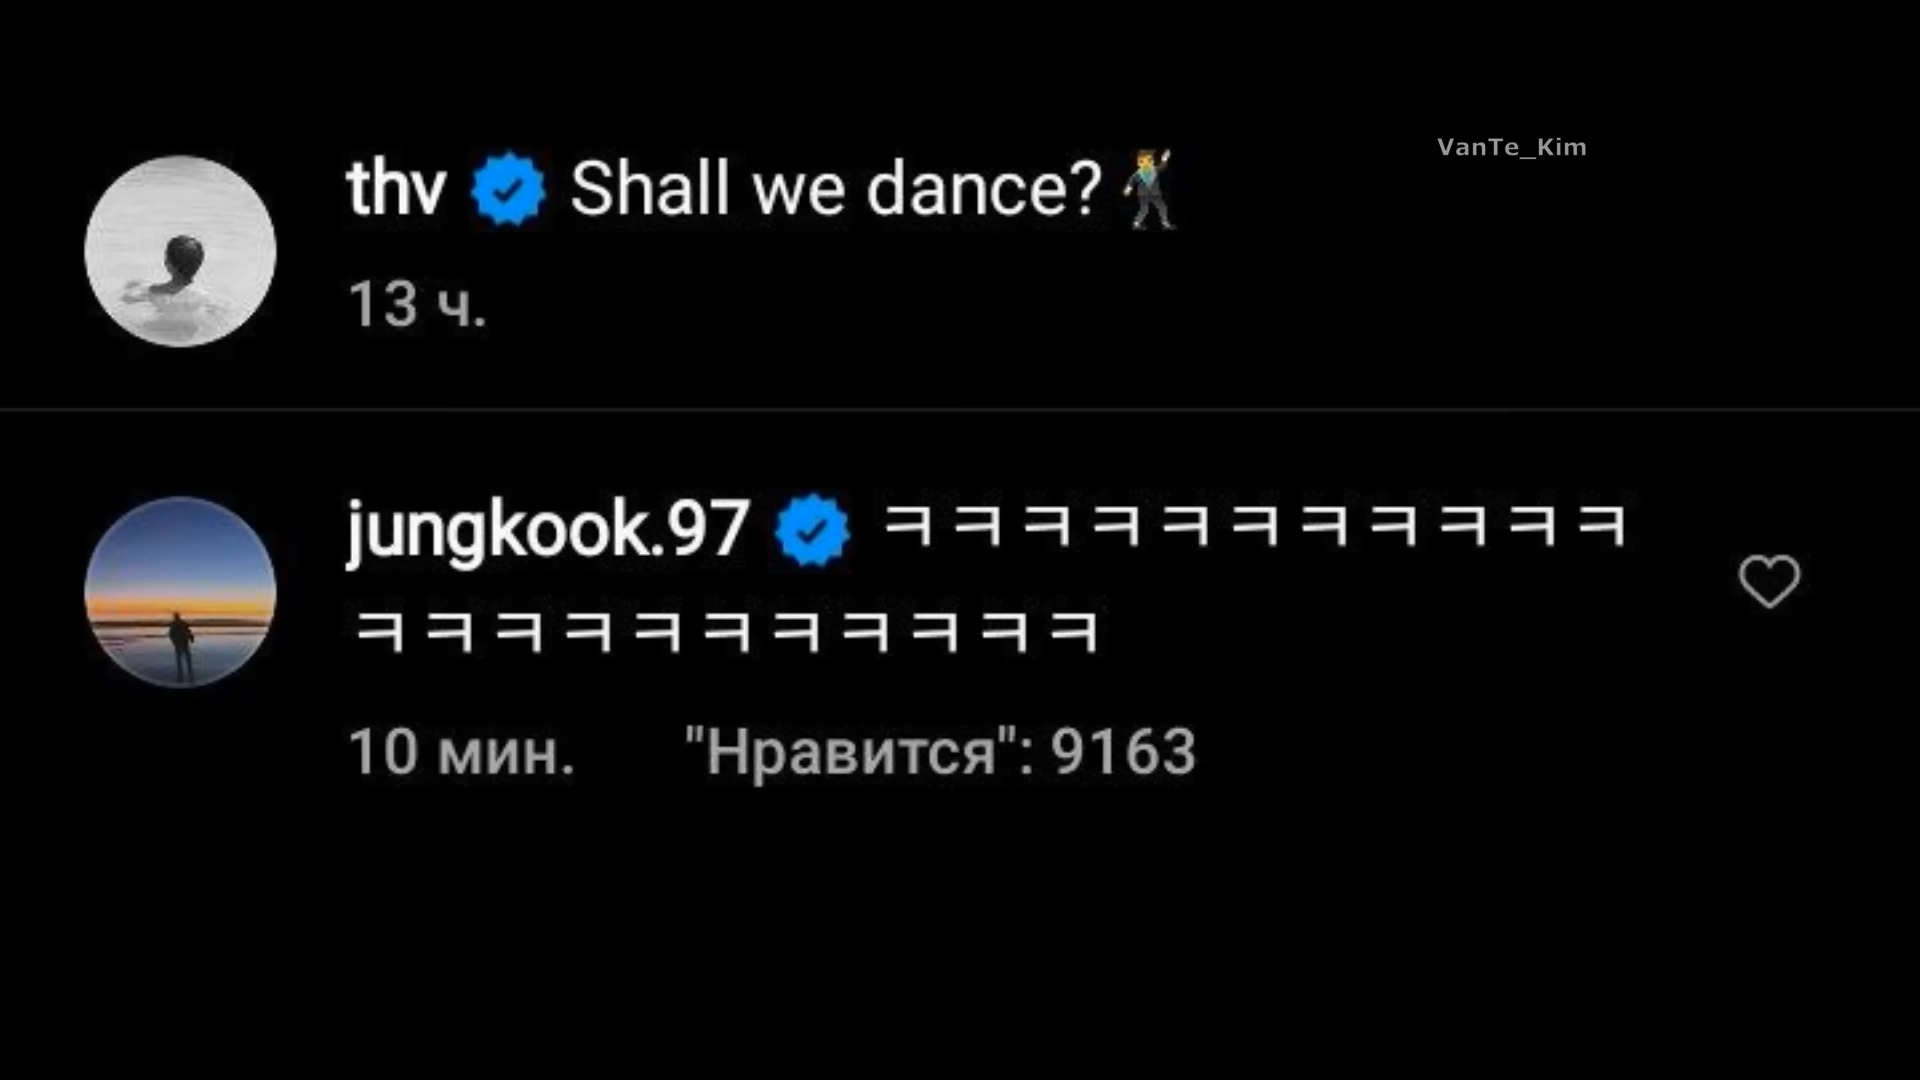 VanTe_Kim
thv Shall we dance?🕺
13 ч.
jungkook.97 ㅋㅋㅋㅋㅋㅋㅋㅋㅋㅋㅋ
ㅋㅋㅋㅋㅋㅋㅋㅋㅋㅋㅋ
10 мин. "Нравится": 9163